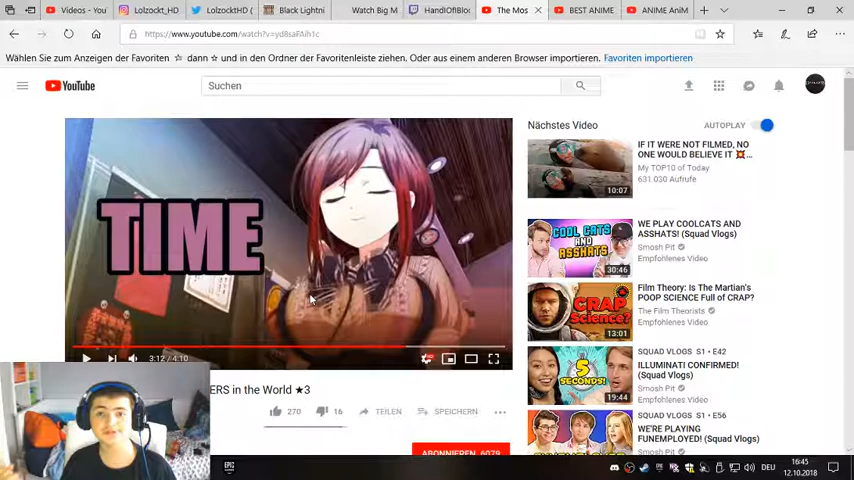 Videos - You
Lolzockt_HD
LolzocktHD (
Black Lightni
Watch Big M
HandIOfIBloo
The Mos
BEST ANIME
ANIME AniM
https://www.youtube.com/watch?v=yd8saFAih1c
Wählen Sie zum Anzeigen der Favoriten ☆ dann ☆ und in den Ordner der Favoritenleiste ziehen. Oder aus einem anderen Browser importieren. Favoriten importieren
YouTube
Suchen
TIME
3:12 / 4:10
ERS in the World ★3
270
16
TEILEN
SPEICHERN
ABONNIEREN 6079
Nächstes Video
AUTOPLAY
10:07
IF IT WERE NOT FILMED, NO
ONE WOULD BELIEVE IT 💥...
My TOP10 of Today
631.030 Aufrufe
COOL CATS
AND
ASSHATS
30:46
WE PLAY COOLCATS AND
ASSHATS! (Squad Vlogs)
Smosh Pit
Empfohlenes Video
CRAP
Science?
13:01
Film Theory: Is The Martian's
POOP SCIENCE Full of CRAP?
The Film Theorists
Empfohlenes Video
5
SECONDS!
19:44
SQUAD VLOGS S1 • E42
ILLUMINATI CONFIRMED!
(Squad Vlogs)
Smosh Pit
Empfohlenes Video
SQUAD VLOGS S1 • E56
WE'RE PLAYING
FUNEMPLOYED! (Squad Vlogs)
Smosh Pit
EPIC
DEU
16:45
12.10.2018